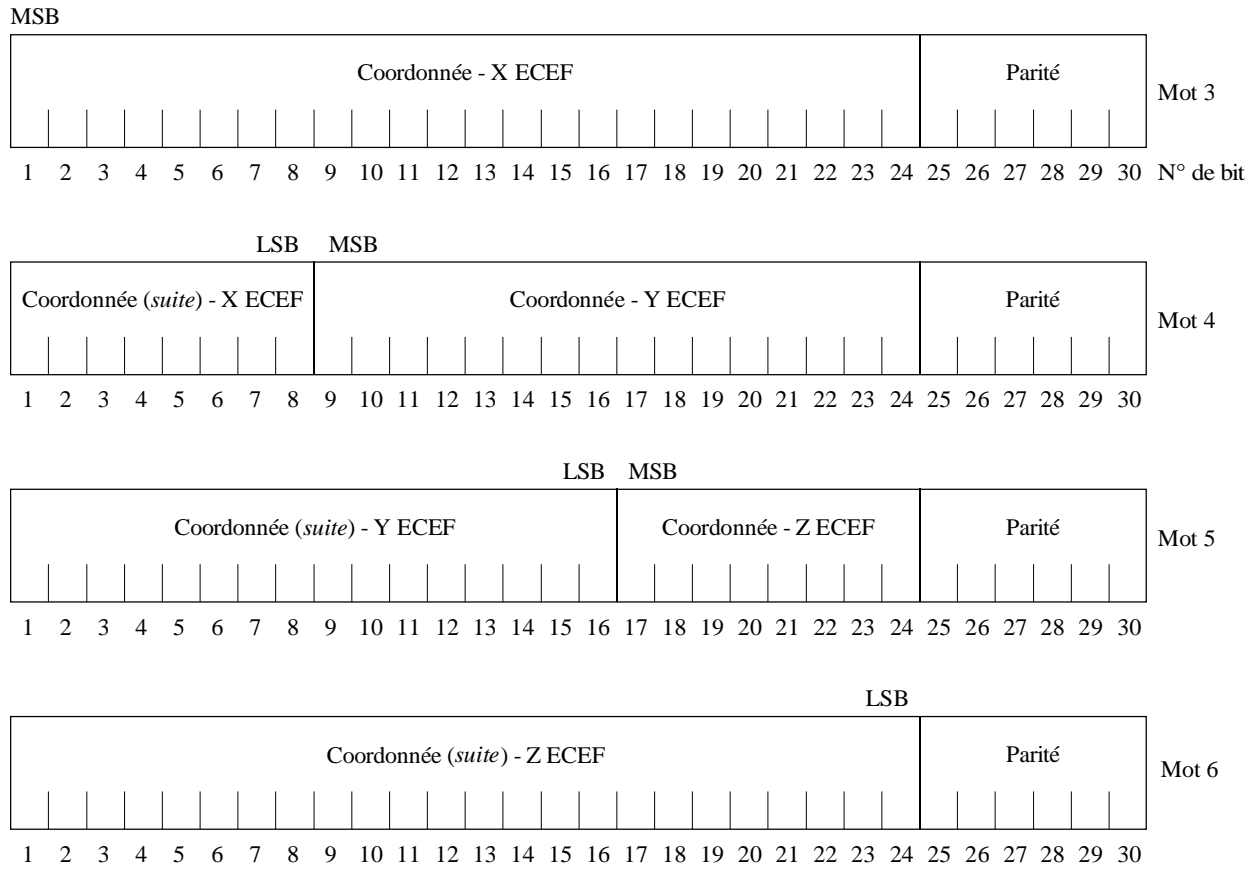 MSB
Coordonnée - X ECEF Parité
Mot 3
1 2 3 4 5 6 7 8 9 10 11 12 13 14 15 16 17 18 19 20 21 22 23 24 25 26 27 28 29 30 N° de bit
LSB MSB
Coordonnée (suite) - X ECEF Coordonnée - Y ECEF Parité
Mot 4
1 2 3 4 5 6 7 8 9 10 11 12 13 14 15 16 17 18 19 20 21 22 23 24 25 26 27 28 29 30
LSB MSB
Coordonnée (suite) - Y ECEF Coordonnée - Z ECEF Parité
Mot 5
1 2 3 4 5 6 7 8 9 10 11 12 13 14 15 16 17 18 19 20 21 22 23 24 25 26 27 28 29 30
LSB
Coordonnée (suite) - Z ECEF Parité
Mot 6
1 2 3 4 5 6 7 8 9 10 11 12 13 14 15 16 17 18 19 20 21 22 23 24 25 26 27 28 29 30